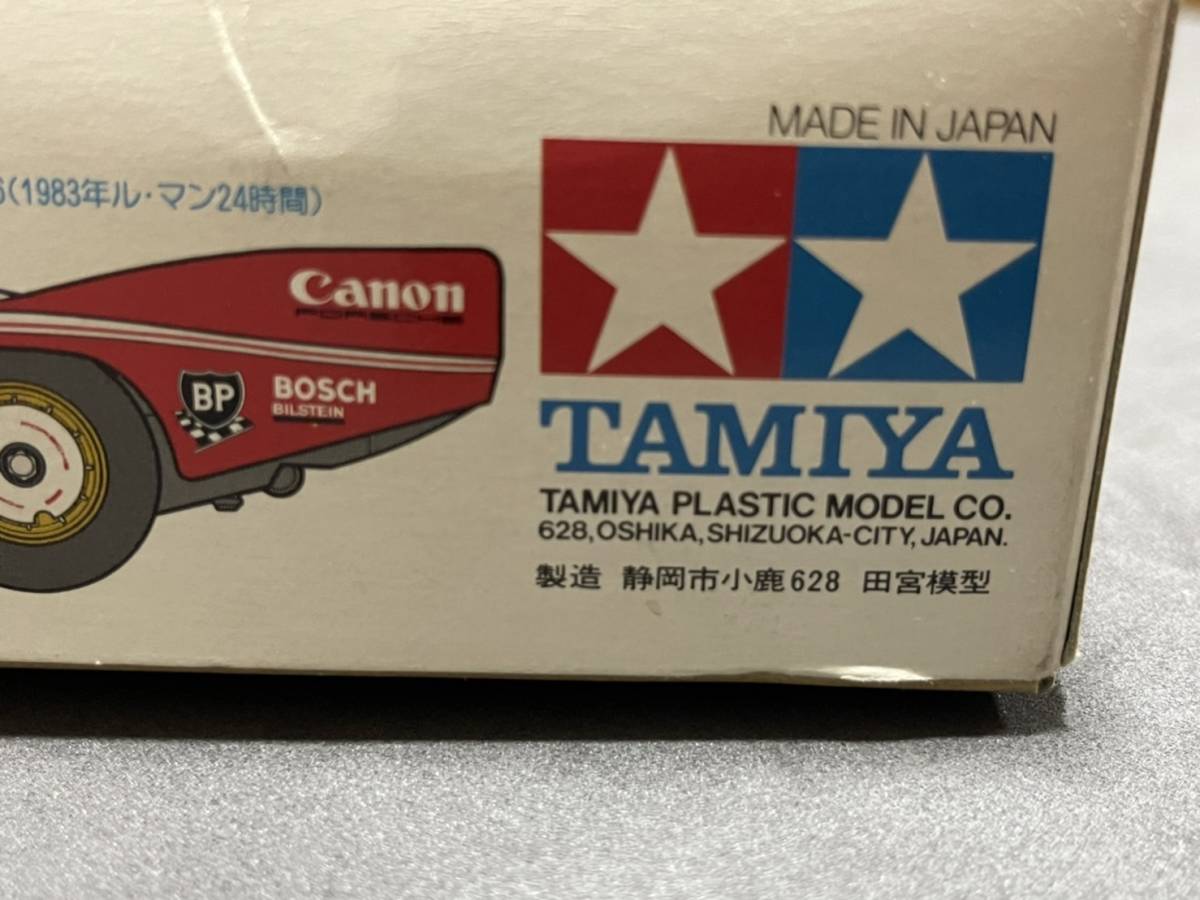 MADE IN JAPAN
6(1983年ル・マン24時間)
Canon
PORSCHE
BP
BOSCH
BILSTEIN
TAMIYA
TAMIYA PLASTIC MODEL CO.
628, OSHIKA, SHIZUOKA-CITY, JAPAN.
製造 静岡市小鹿628 田宮模型